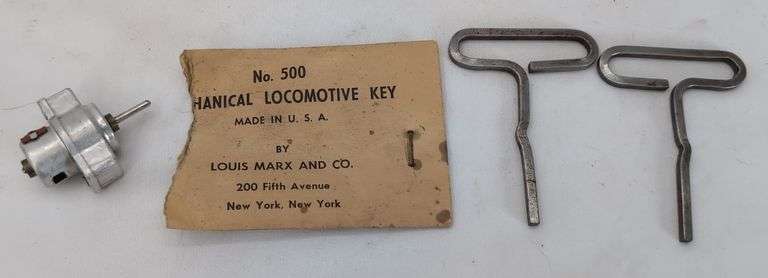 No. 500
HANICAL LOCOMOTIVE KEY
MADE IN U. S. A.
BY
LOUIS MARX AND CO.
200 Fifth Avenue
New York, New York